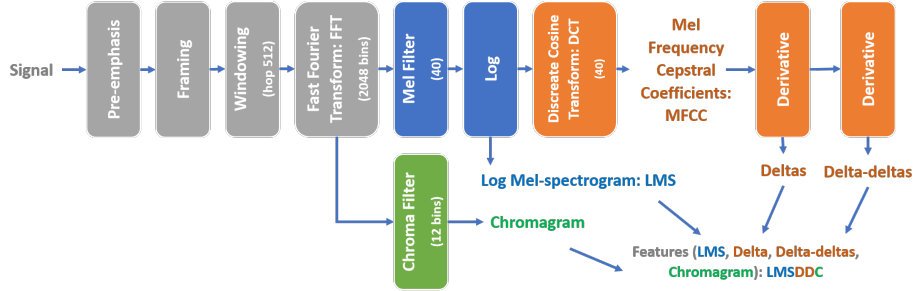 Signal
Pre-emphasis
Framing
Windowing
(hop 512)
Fast Fourier
Transform: FFT
(2048 bins)
Mel Filter
(40)
Log
Discreate Cosine
Transform: DCT
(40)
Mel
Frequency
Cepstral
Coefficients:
MFCC
Derivative
Derivative
Deltas
Delta-deltas
Log Mel-spectrogram: LMS
Chroma Filter
(12 bins)
Chromagram
Features (LMS, Delta, Delta-deltas,
Chromagram): LMSDDC